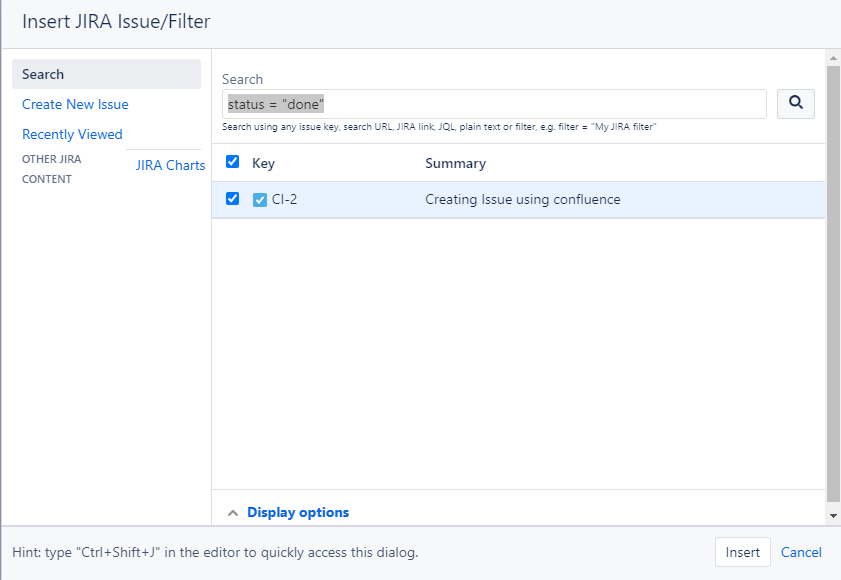 Insert JIRA Issue/Filter
Search
Create New Issue
Recently Viewed
OTHER JIRA
CONTENT
JIRA Charts
Search
status = "done"
Search using any issue key, search URL, JIRA link, JQL, plain text or filter, e.g. filter = "My JIRA filter"
Key Summary
CI-2 Creating Issue using confluence
Display options
Hint: type "Ctrl+Shift+J" in the editor to quickly access this dialog.
Insert Cancel